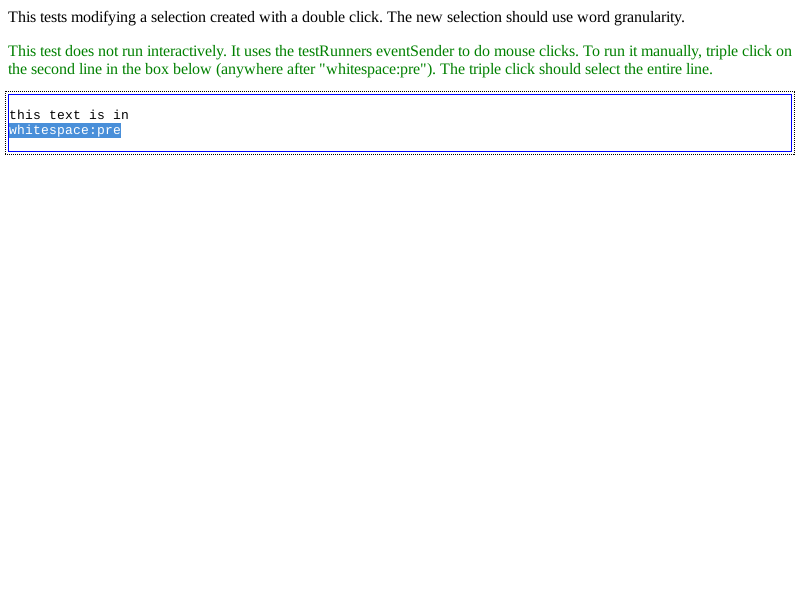 This tests modifying a selection created with a double click. The new selection should use word granularity.
This test does not run interactively. It uses the testRunners eventSender to do mouse clicks. To run it manually, triple click on
the second line in the box below (anywhere after "whitespace:pre"). The triple click should select the entire line.
this text is in
whitespace:pre